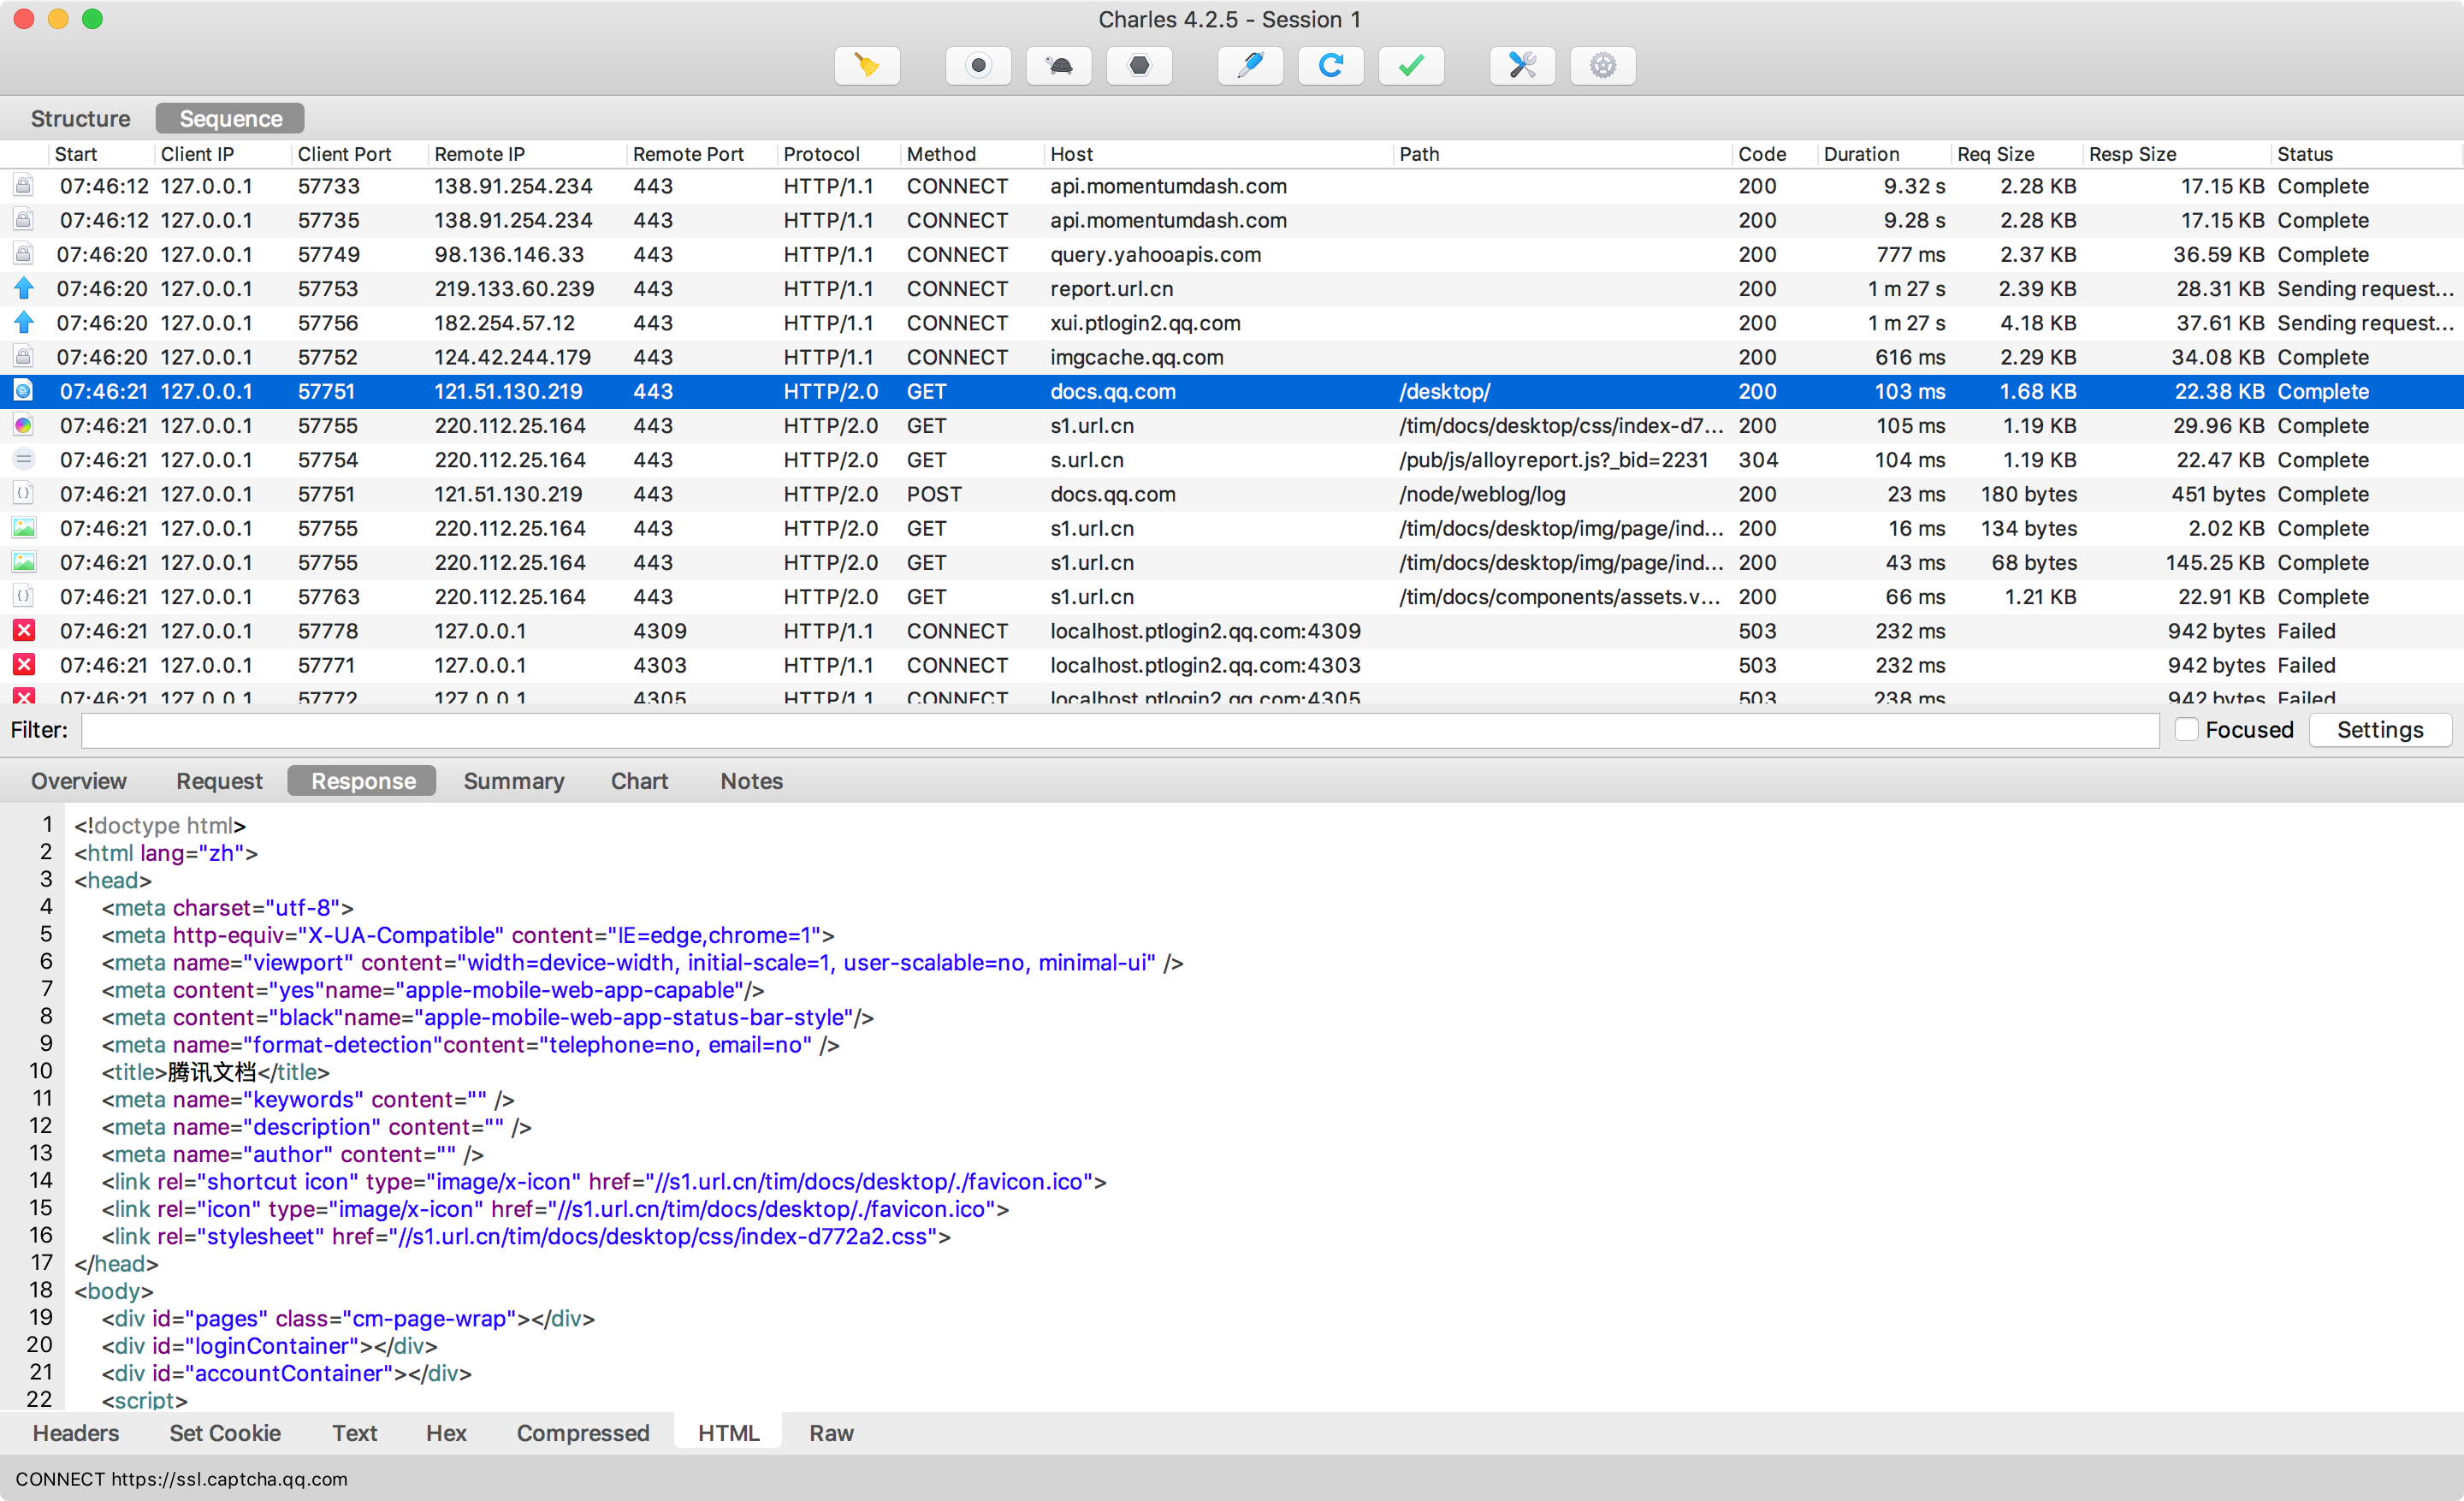 Charles 4.2.5 - Session 1
Structure Sequence
Start Client IP Client Port Remote IP Remote Port Protocol Method Host Path Code Duration Req Size Resp Size Status
07:46:12 127.0.0.1 57733 138.91.254.234 443 HTTP/1.1 CONNECT api.momentumdash.com 200 9.32 s 2.28 KB 17.15 KB Complete
07:46:12 127.0.0.1 57735 138.91.254.234 443 HTTP/1.1 CONNECT api.momentumdash.com 200 9.28 s 2.28 KB 17.15 KB Complete
07:46:20 127.0.0.1 57749 98.136.146.33 443 HTTP/1.1 CONNECT query.yahooapis.com 200 777 ms 2.37 KB 36.59 KB Complete
07:46:20 127.0.0.1 57753 219.133.60.239 443 HTTP/1.1 CONNECT report.url.cn 200 1 m 27 s 2.39 KB 28.31 KB Sending request...
07:46:20 127.0.0.1 57756 182.254.57.12 443 HTTP/1.1 CONNECT xui.ptlogin2.qq.com 200 1 m 27 s 4.18 KB 37.61 KB Sending request...
07:46:20 127.0.0.1 57752 124.42.244.179 443 HTTP/1.1 CONNECT imgcache.qq.com 200 616 ms 2.29 KB 34.08 KB Complete
07:46:21 127.0.0.1 57751 121.51.130.219 443 HTTP/2.0 GET docs.qq.com /desktop/ 200 103 ms 1.68 KB 22.38 KB Complete
07:46:21 127.0.0.1 57755 220.112.25.164 443 HTTP/2.0 GET s1.url.cn /tim/docs/desktop/css/index-d7... 200 105 ms 1.19 KB 29.96 KB Complete
07:46:21 127.0.0.1 57754 220.112.25.164 443 HTTP/2.0 GET s.url.cn /pub/js/alloyreport.js?_bid=2231 304 104 ms 1.19 KB 22.47 KB Complete
07:46:21 127.0.0.1 57751 121.51.130.219 443 HTTP/2.0 POST docs.qq.com /node/weblog/log 200 23 ms 180 bytes 451 bytes Complete
07:46:21 127.0.0.1 57755 220.112.25.164 443 HTTP/2.0 GET s1.url.cn /tim/docs/desktop/img/page/ind... 200 16 ms 134 bytes 2.02 KB Complete
07:46:21 127.0.0.1 57755 220.112.25.164 443 HTTP/2.0 GET s1.url.cn /tim/docs/desktop/img/page/ind... 200 43 ms 68 bytes 145.25 KB Complete
07:46:21 127.0.0.1 57763 220.112.25.164 443 HTTP/2.0 GET s1.url.cn /tim/docs/components/assets.v... 200 66 ms 1.21 KB 22.91 KB Complete
07:46:21 127.0.0.1 57778 127.0.0.1 4309 HTTP/1.1 CONNECT localhost.ptlogin2.qq.com:4309 503 232 ms 942 bytes Failed
07:46:21 127.0.0.1 57771 127.0.0.1 4303 HTTP/1.1 CONNECT localhost.ptlogin2.qq.com:4303 503 232 ms 942 bytes Failed
07:46:21 127.0.0.1 57772 127.0.0.1 4305 HTTP/1.1 CONNECT localhost.ptlogin2.qq.com:4305 503 238 ms 942 bytes Failed
Filter: Focused Settings
Overview Request Response Summary Chart Notes
1 <!doctype html>
2 <html lang="zh">
3 <head>
4 <meta charset="utf-8">
5 <meta http-equiv="X-UA-Compatible" content="IE=edge,chrome=1">
6 <meta name="viewport" content="width=device-width, initial-scale=1, user-scalable=no, minimal-ui" />
7 <meta content="yes"name="apple-mobile-web-app-capable"/>
8 <meta content="black"name="apple-mobile-web-app-status-bar-style"/>
9 <meta name="format-detection"content="telephone=no, email=no" />
10 <title>腾讯文档</title>
11 <meta name="keywords" content="" />
12 <meta name="description" content="" />
13 <meta name="author" content="" />
14 <link rel="shortcut icon" type="image/x-icon" href="//s1.url.cn/tim/docs/desktop/./favicon.ico">
15 <link rel="icon" type="image/x-icon" href="//s1.url.cn/tim/docs/desktop/./favicon.ico">
16 <link rel="stylesheet" href="//s1.url.cn/tim/docs/desktop/css/index-d772a2.css">
17 </head>
18 <body>
19 <div id="pages" class="cm-page-wrap"></div>
20 <div id="loginContainer"></div>
21 <div id="accountContainer"></div>
22 <script>
Headers Set Cookie Text Hex Compressed HTML Raw
CONNECT https://ssl.captcha.qq.com